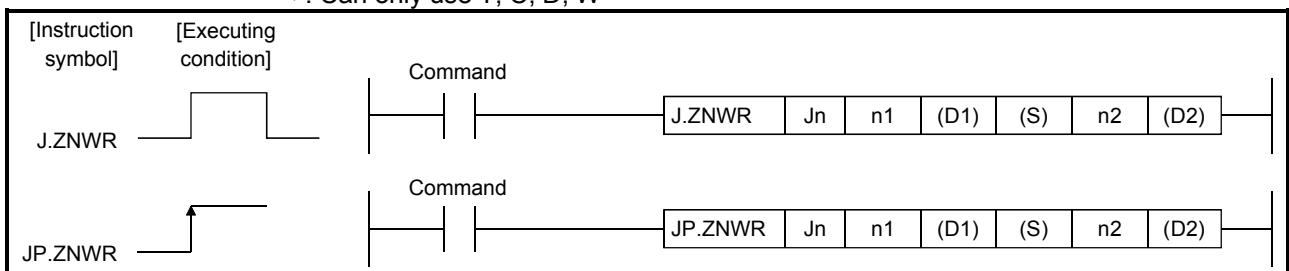 [Instruction symbol]
[Executing condition]
Command
J.ZNWR
J.ZNWR Jn n1 (D1) (S) n2 (D2)
Command
JP.ZNWR
JP.ZNWR Jn n1 (D1) (S) n2 (D2)